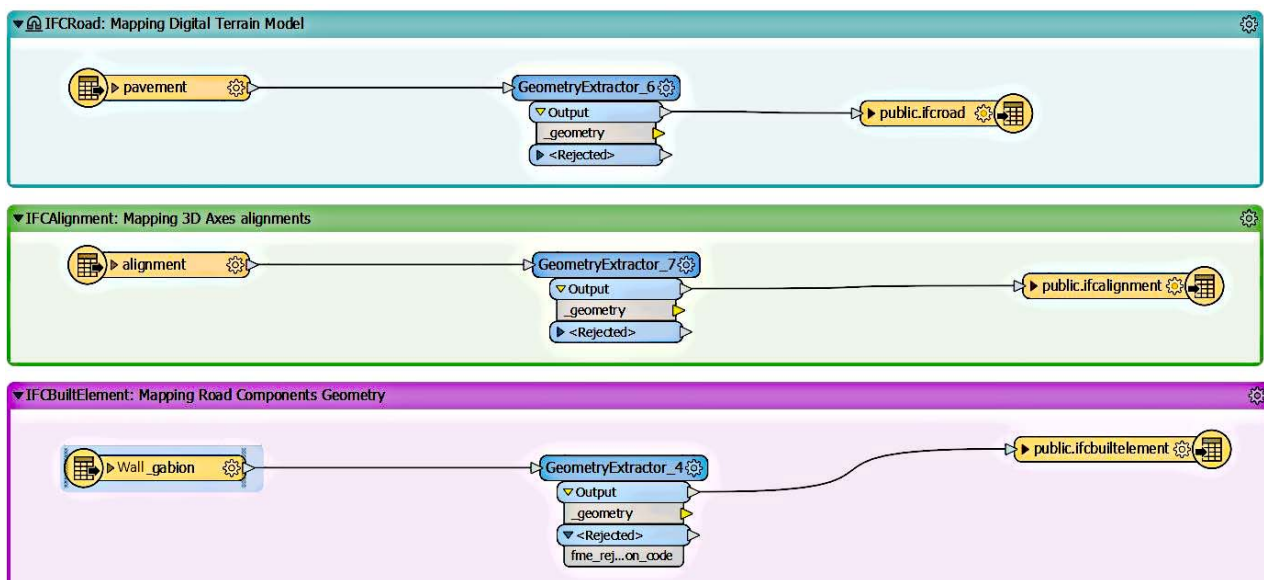 IFCRoad: Mapping Digital Terrain Model
pavement
GeometryExtractor_6
Output
_geometry
<Rejected>
public.ifcroad
IFCAlignment: Mapping 3D Axes alignments
alignment
GeometryExtractor_7
Output
_geometry
<Rejected>
public.ifcalignment
IFCBuiltElement: Mapping Road Components Geometry
Wall_gabion
GeometryExtractor_4
Output
_geometry
<Rejected>
fme_rej...on_code
public.ifcbuiltelement